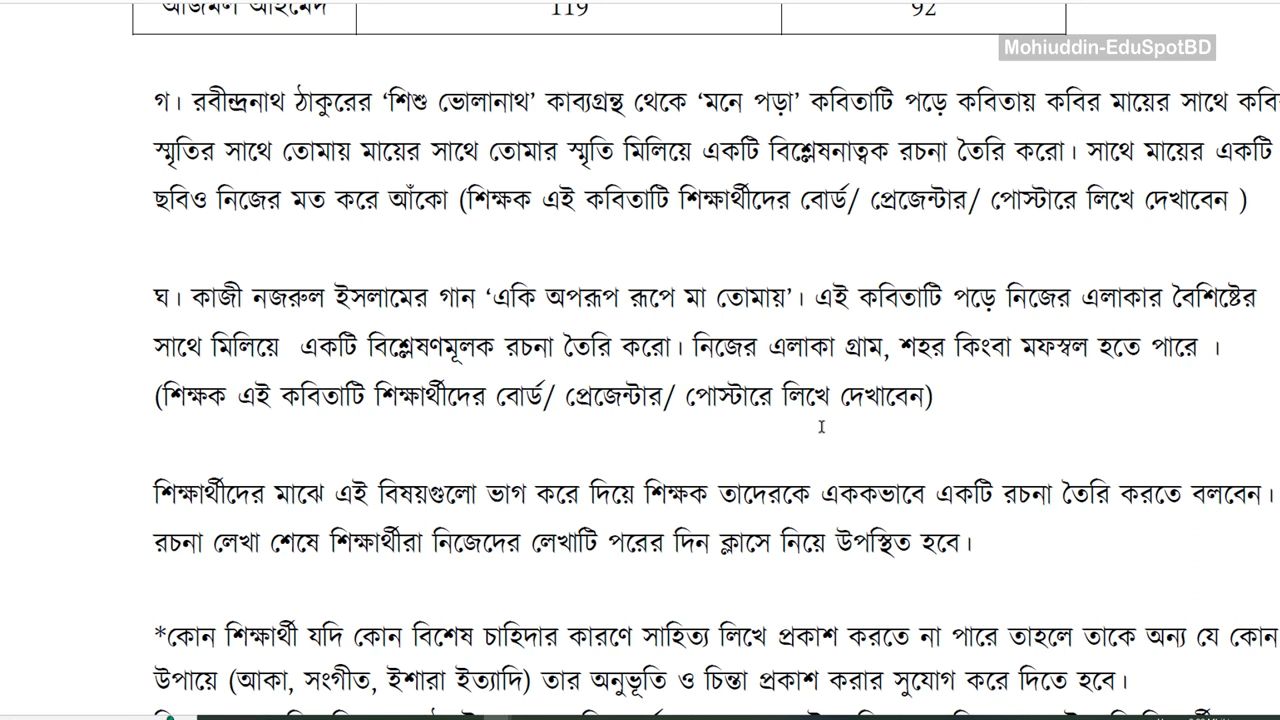 আজমল আহমেদ 119 92
Mohiuddin-EduSpotBD
গ। রবীন্দ্রনাথ ঠাকুরের ‘শিশু ভোলানাথ’ কাব্যগ্রন্থ থেকে ‘মনে পড়া’ কবিতাটি পড়ে কবিতায় কবির মায়ের সাথে
স্মৃতির সাথে তোমায় মায়ের সাথে তোমার স্মৃতি মিলিয়ে একটি বিশ্লেষনাত্বক রচনা তৈরি করো। সাথে মায়ের একটি
ছবিও নিজের মত করে আঁকো (শিক্ষক এই কবিতাটি শিক্ষার্থীদের বোর্ড/ প্রেজেন্টার/ পোস্টারে লিখে দেখাবেন )
ঘ। কাজী নজরুল ইসলামের গান ‘একি অপরূপ রূপে মা তোমায়’। এই কবিতাটি পড়ে নিজের এলাকার বৈশিষ্টের
সাথে মিলিয়ে একটি বিশ্লেষণমূলক রচনা তৈরি করো। নিজের এলাকা গ্রাম, শহর কিংবা মফস্বল হতে পারে ।
(শিক্ষক এই কবিতাটি শিক্ষার্থীদের বোর্ড/ প্রেজেন্টার/ পোস্টারে লিখে দেখাবেন)
শিক্ষার্থীদের মাঝে এই বিষয়গুলো ভাগ করে দিয়ে শিক্ষক তাদেরকে এককভাবে একটি রচনা তৈরি করতে বলবেন।
রচনা লেখা শেষে শিক্ষার্থীরা নিজেদের লেখাটি পরের দিন ক্লাসে নিয়ে উপস্থিত হবে।
*কোন শিক্ষার্থী যদি কোন বিশেষ চাহিদার কারণে সাহিত্য লিখে প্রকাশ করতে না পারে তাহলে তাকে অন্য যে কোন
উপায়ে (আকা, সংগীত, ইশারা ইত্যাদি) তার অনুভূতি ও চিন্তা প্রকাশ করার সুযোগ করে দিতে হবে।